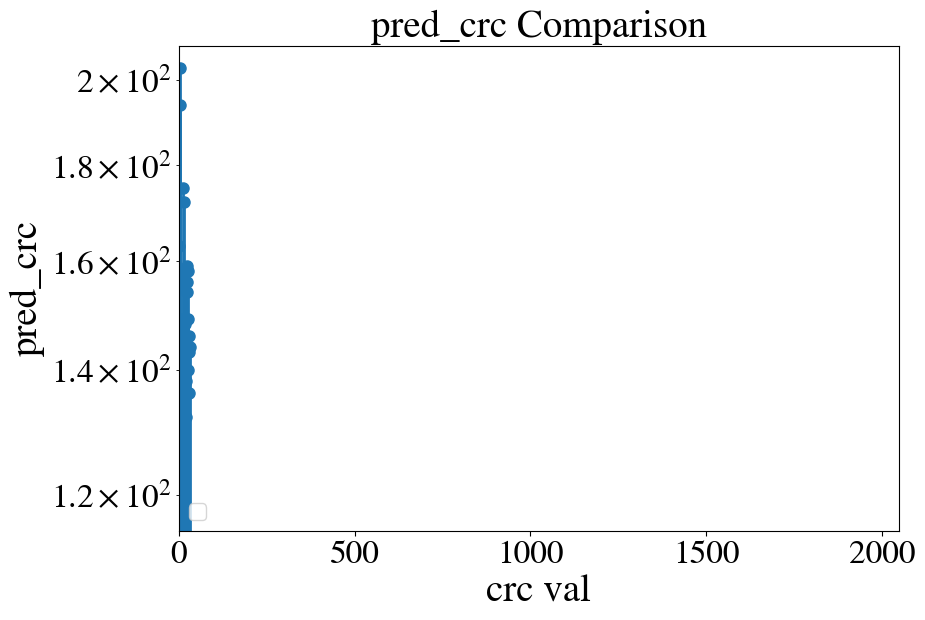 pred_crc Comparison
2×10²
1.8×10²
1.6×10²
1.4×10²
1.2×10²
pred_crc
0 500 1000 1500 2000
crc val